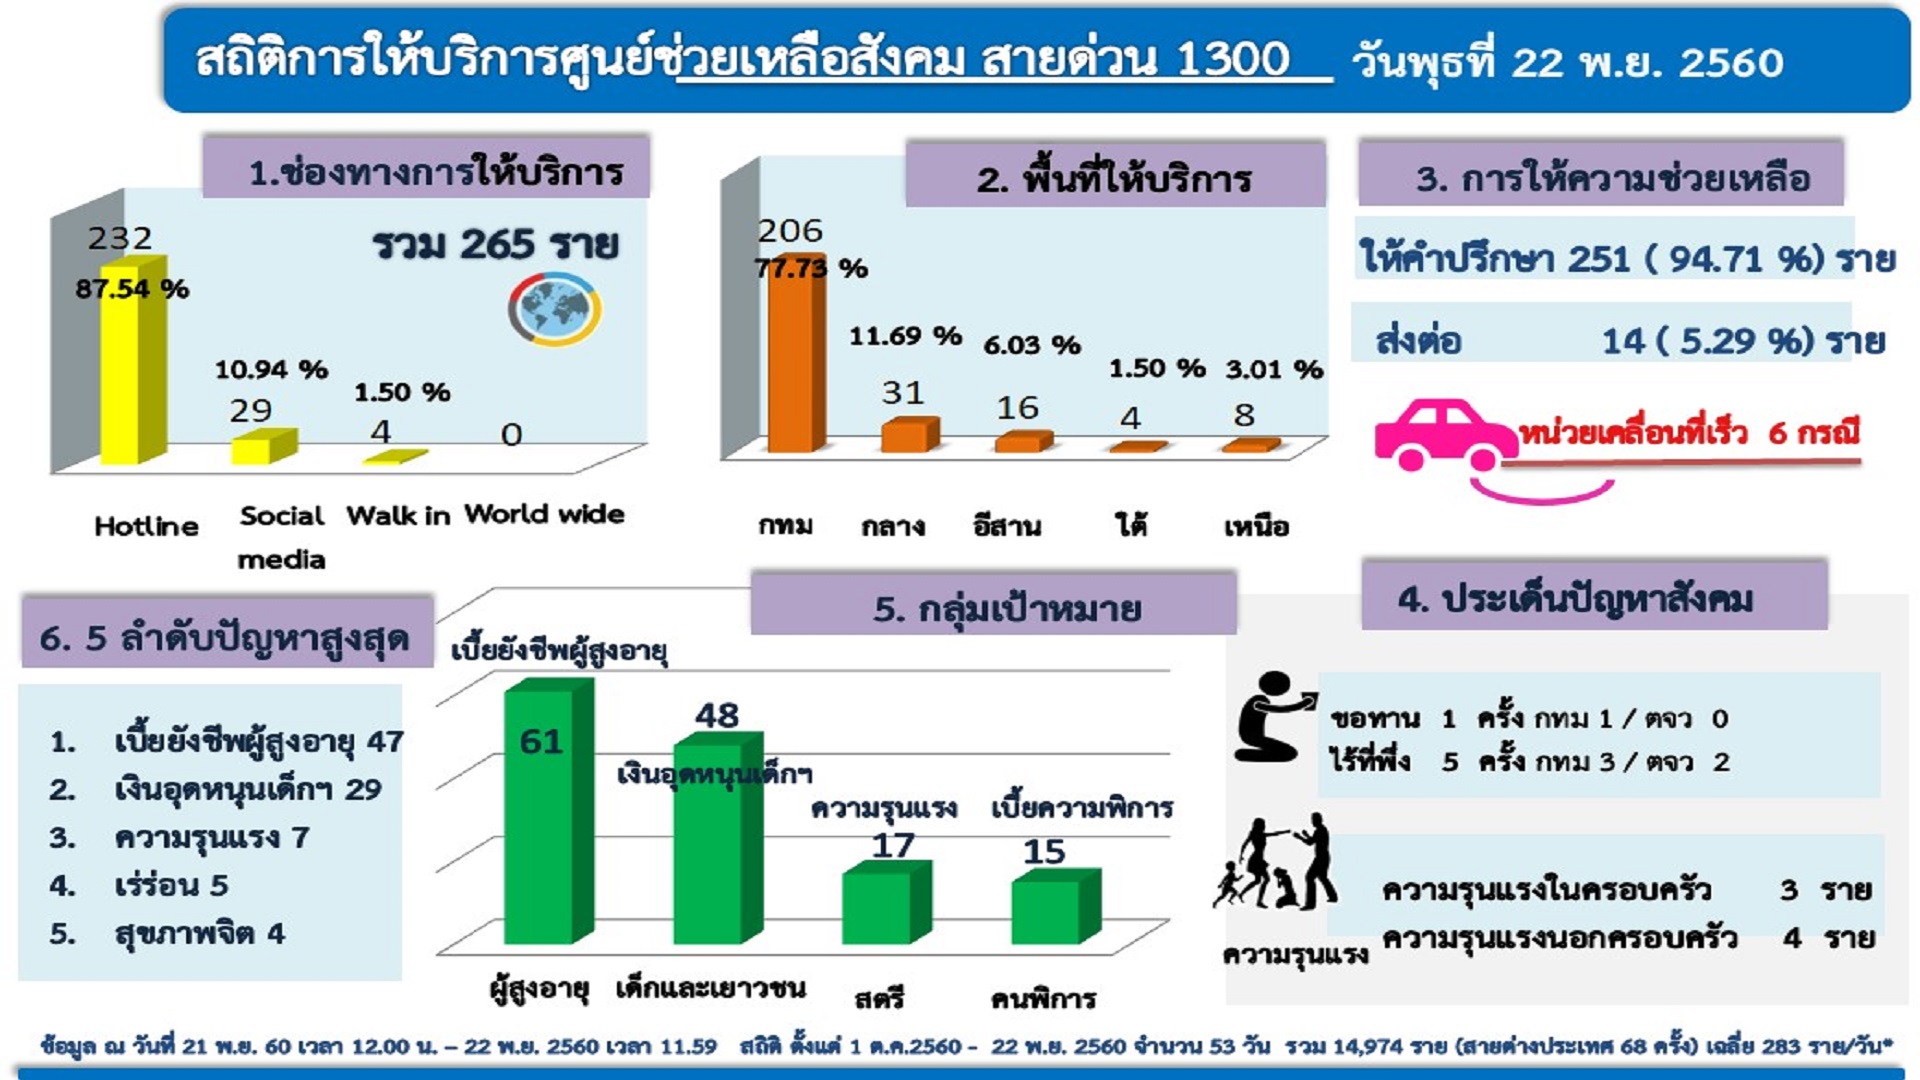 สถิติการให้บริการศูนย์ช่วยเหลือสังคม สายด่วน 1300 วันพุธที่ 22 พ.ย. 2560
1.ช่องทางการให้บริการ
รวม 265 ราย
232
87.54 %
10.94 %
29
1.50 %
4
0
Hotline
Social media
Walk in
World wide
2. พื้นที่ให้บริการ
206
77.73 %
11.69 %
31
6.03 %
16
1.50 %
4
3.01 %
8
กทม
กลาง
อีสาน
ใต้
เหนือ
3. การให้ความช่วยเหลือ
ให้คำปรึกษา 251 ( 94.71 %) ราย
ส่งต่อ 14 ( 5.29 %) ราย
หน่วยเคลื่อนที่เร็ว 6 กรณี
6. 5 ลำดับปัญหาสูงสุด
1. เบี้ยยังชีพผู้สูงอายุ 47
2. เงินอุดหนุนเด็กฯ 29
3. ความรุนแรง 7
4. เร่ร่อน 5
5. สุขภาพจิต 4
5. กลุ่มเป้าหมาย
เบี้ยยังชีพผู้สูงอายุ
61
48
เงินอุดหนุนเด็กฯ
ความรุนแรง
17
เบี้ยความพิการ
15
ผู้สูงอายุ
เด็กและเยาวชน
สตรี
คนพิการ
4. ประเด็นปัญหาสังคม
ขอทาน 1 ครั้ง กทม 1 / ตจว 0
ไร้ที่พึ่ง 5 ครั้ง กทม 3 / ตจว 2
ความรุนแรงในครอบครัว 3 ราย
ความรุนแรงนอกครอบครัว 4 ราย
ความรุนแรง
ข้อมูล ณ วันที่ 21 พ.ย. 60 เวลา 12.00 น. – 22 พ.ย. 2560 เวลา 11.59 สถิติ ตั้งแต่ 1 ต.ค.2560 - 22 พ.ย. 2560 จำนวน 53 วัน รวม 14,974 ราย (สายต่างประเทศ 68 ครั้ง) เฉลี่ย 283 ราย/วัน*